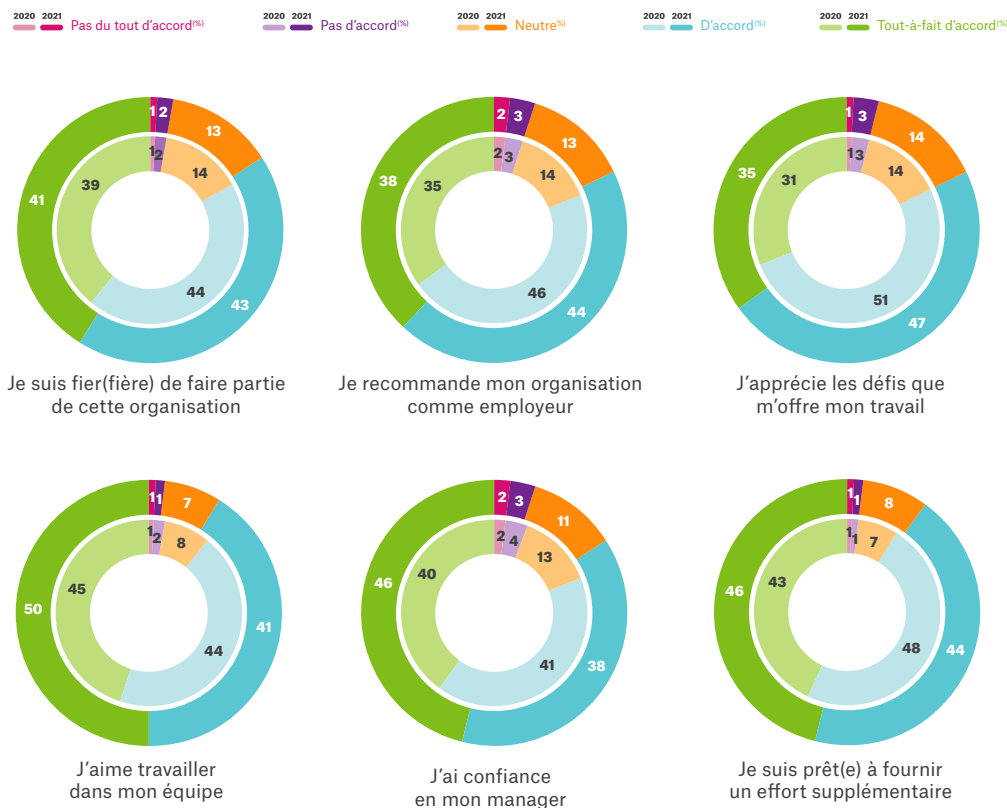 2020 2021 Pas du tout d'accord(%)
2020 2021 Pas d'accord(%)
2020 2021 Neutre%)
2020 2021 D'accord(%)
2020 2021 Tout-à-fait d'accord(%)
1 2 13 43 41
1 2 14 44 39
Je suis fier(fière) de faire partie
de cette organisation
2 3 13 44 38
2 3 14 46 35
Je recommande mon organisation
comme employeur
1 3 14 47 35
1 3 14 51 31
J'apprécie les défis que
m'offre mon travail
1 1 7 41 50
1 2 8 44 45
J'aime travailler
dans mon équipe
2 3 11 38 46
2 4 13 41 40
J'ai confiance
en mon manager
1 1 8 44 46
1 1 7 48 43
Je suis prêt(e) à fournir
un effort supplémentaire